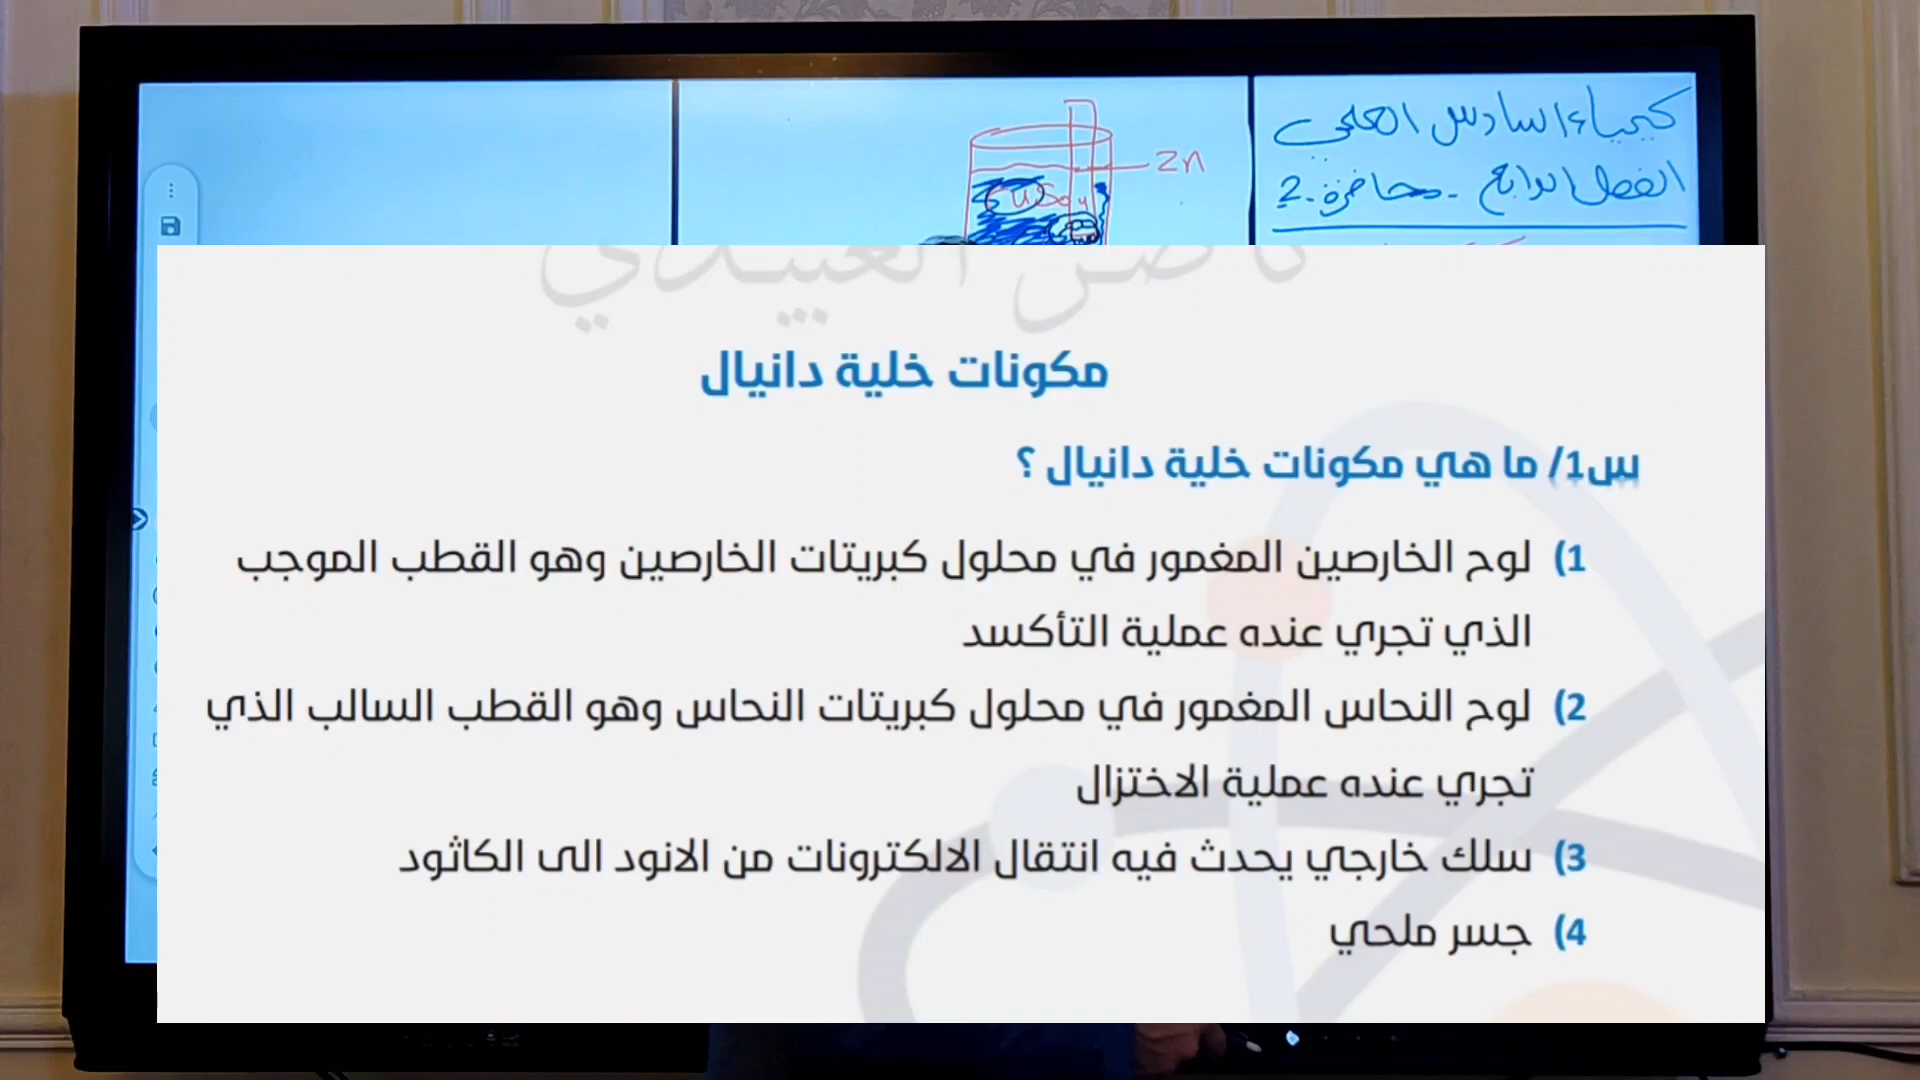 كيمياء السادس العلمي
الفصل الرابع - محاضرة - 2
Zn
CuSO4
مكونات خلية دانيال
س1/ ما هي مكونات خلية دانيال ؟
1) لوح الخارصين المغمور في محلول كبريتات الخارصين وهو القطب الموجب
الذي تجري عنده عملية التأكسد
2) لوح النحاس المغمور في محلول كبريتات النحاس وهو القطب السالب الذي
تجري عنده عملية الاختزال
3) سلك خارجي يحدث فيه انتقال الالكترونات من الانود الى الكاثود
4) جسر ملحي